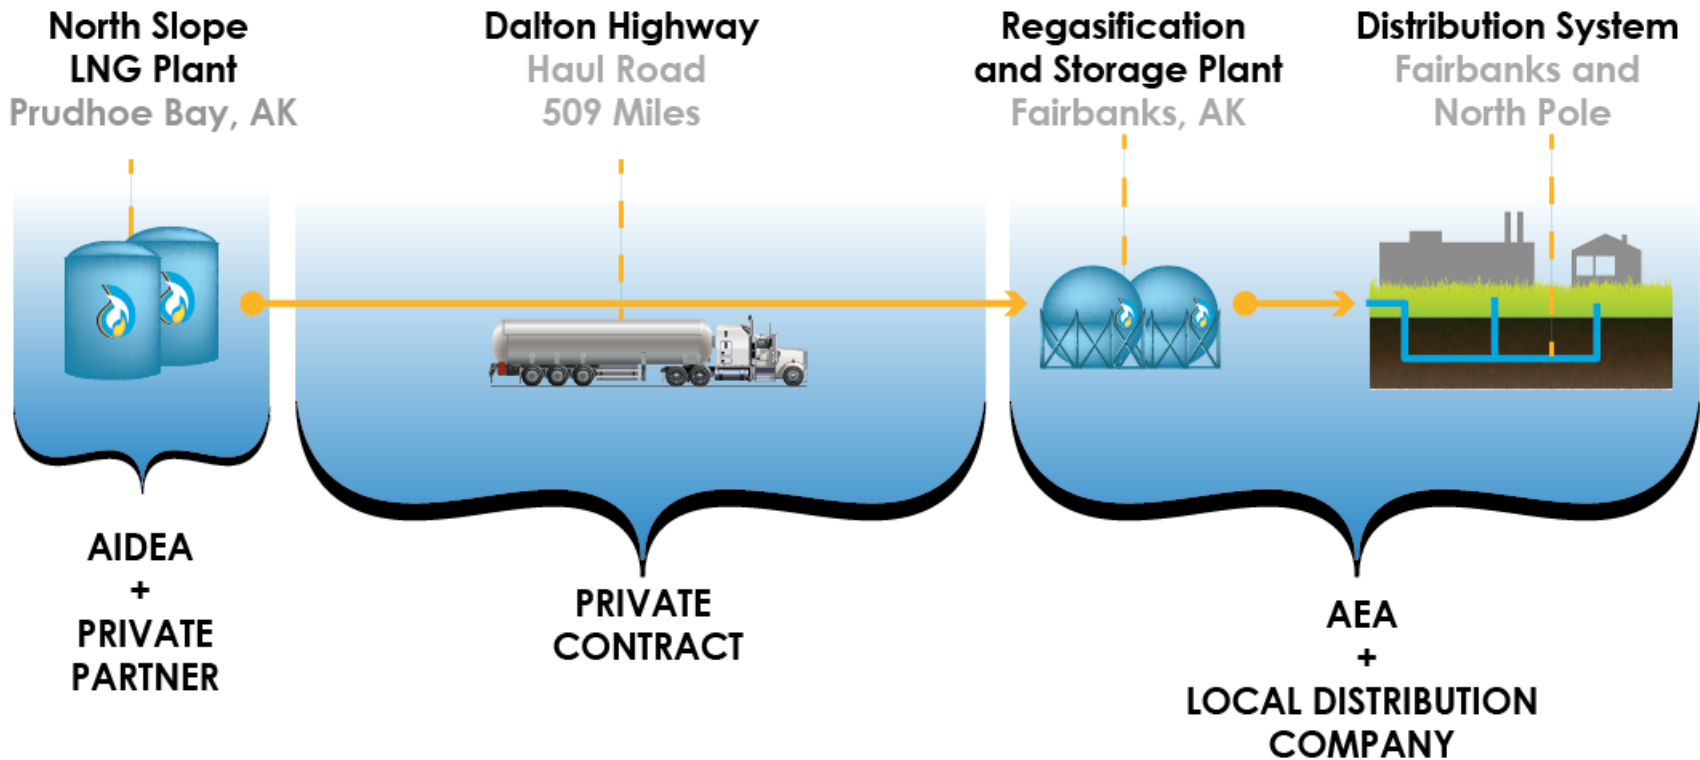 North Slope
LNG Plant
Prudhoe Bay, AK
Dalton Highway
Haul Road
509 Miles
Regasification
and Storage Plant
Fairbanks, AK
Distribution System
Fairbanks and
North Pole
AIDEA
+
PRIVATE
PARTNER
PRIVATE
CONTRACT
AEA
+
LOCAL DISTRIBUTION
COMPANY